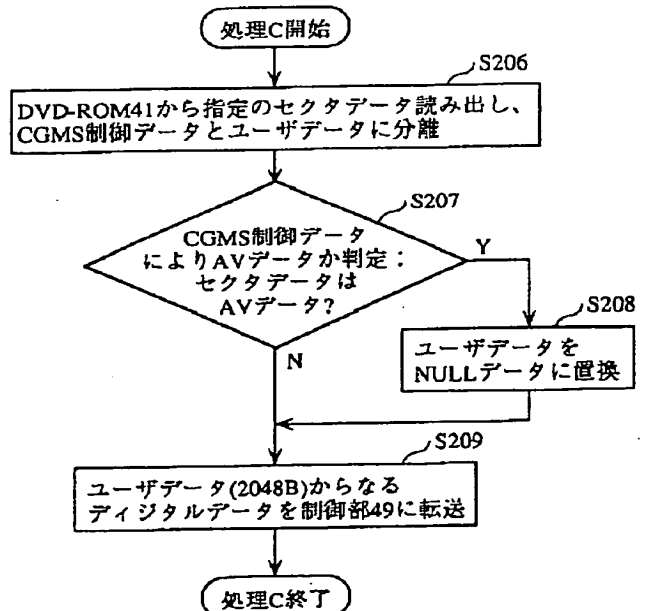 処理C開始
S206
DVD-ROM41から指定のセクタデータ読み出し、
CGMS制御データとユーザデータに分離
S207
CGMS制御データ
によりAVデータか判定：
セクタデータは
AVデータ?
Y
N
S208
ユーザデータを
NULLデータに置換
S209
ユーザデータ(2048B)からなる
ディジタルデータを制御部49に転送
処理C終了